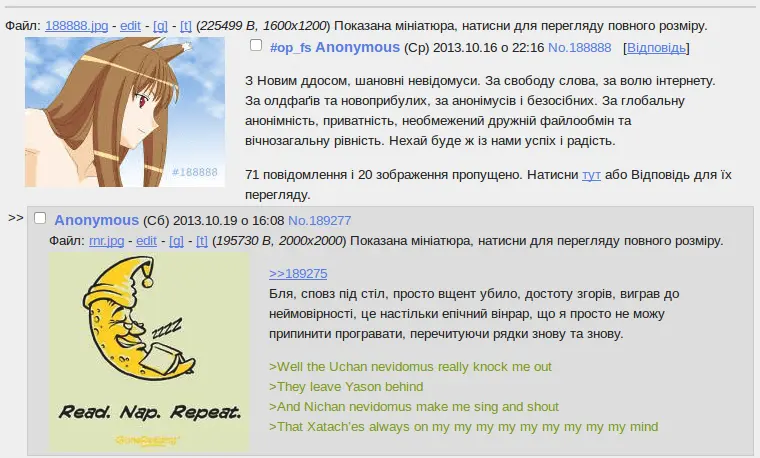 Файл: 188888.jpg - edit - [g] - [t] (225499 B, 1600x1200) Показана мініатюра, натисни для перегляду повного розміру.
#op_fs Anonymous (Ср) 2013.10.16 о 22:16 No.188888 [Відповідь]
З Новим ддосом, шановні невідомуси. За свободу слова, за волю інтернету.
За олдфаґів та новоприбулих, за анонімусів і безосібних. За глобальну
анонімність, приватність, необмежений дружній файлообмін та
вічнозагальну рівність. Нехай буде ж із нами успіх і радість.
#188888
71 повідомлення і 20 зображення пропущено. Натисни тут або Відповідь для їх
перегляду.
>> Anonymous (Сб) 2013.10.19 о 16:08 No.189277
Файл: rnr.jpg - edit - [g] - [t] (195730 B, 2000x2000) Показана мініатюра, натисни для перегляду повного розміру.
>>189275
Бля, сповз під стіл, просто вщент убило, достоту згорів, виграв до
неймовірності, це настільки епічний вінрар, що я просто не можу
припинити програвати, перечитуючи рядки знову та знову.
>Well the Uchan nevidomus really knock me out
>They leave Yason behind
>And Nichan nevidomus make me sing and shout
>That Xatach'es always on my my my my my my my my my mind
zzzz
Read. Nap. Repeat.